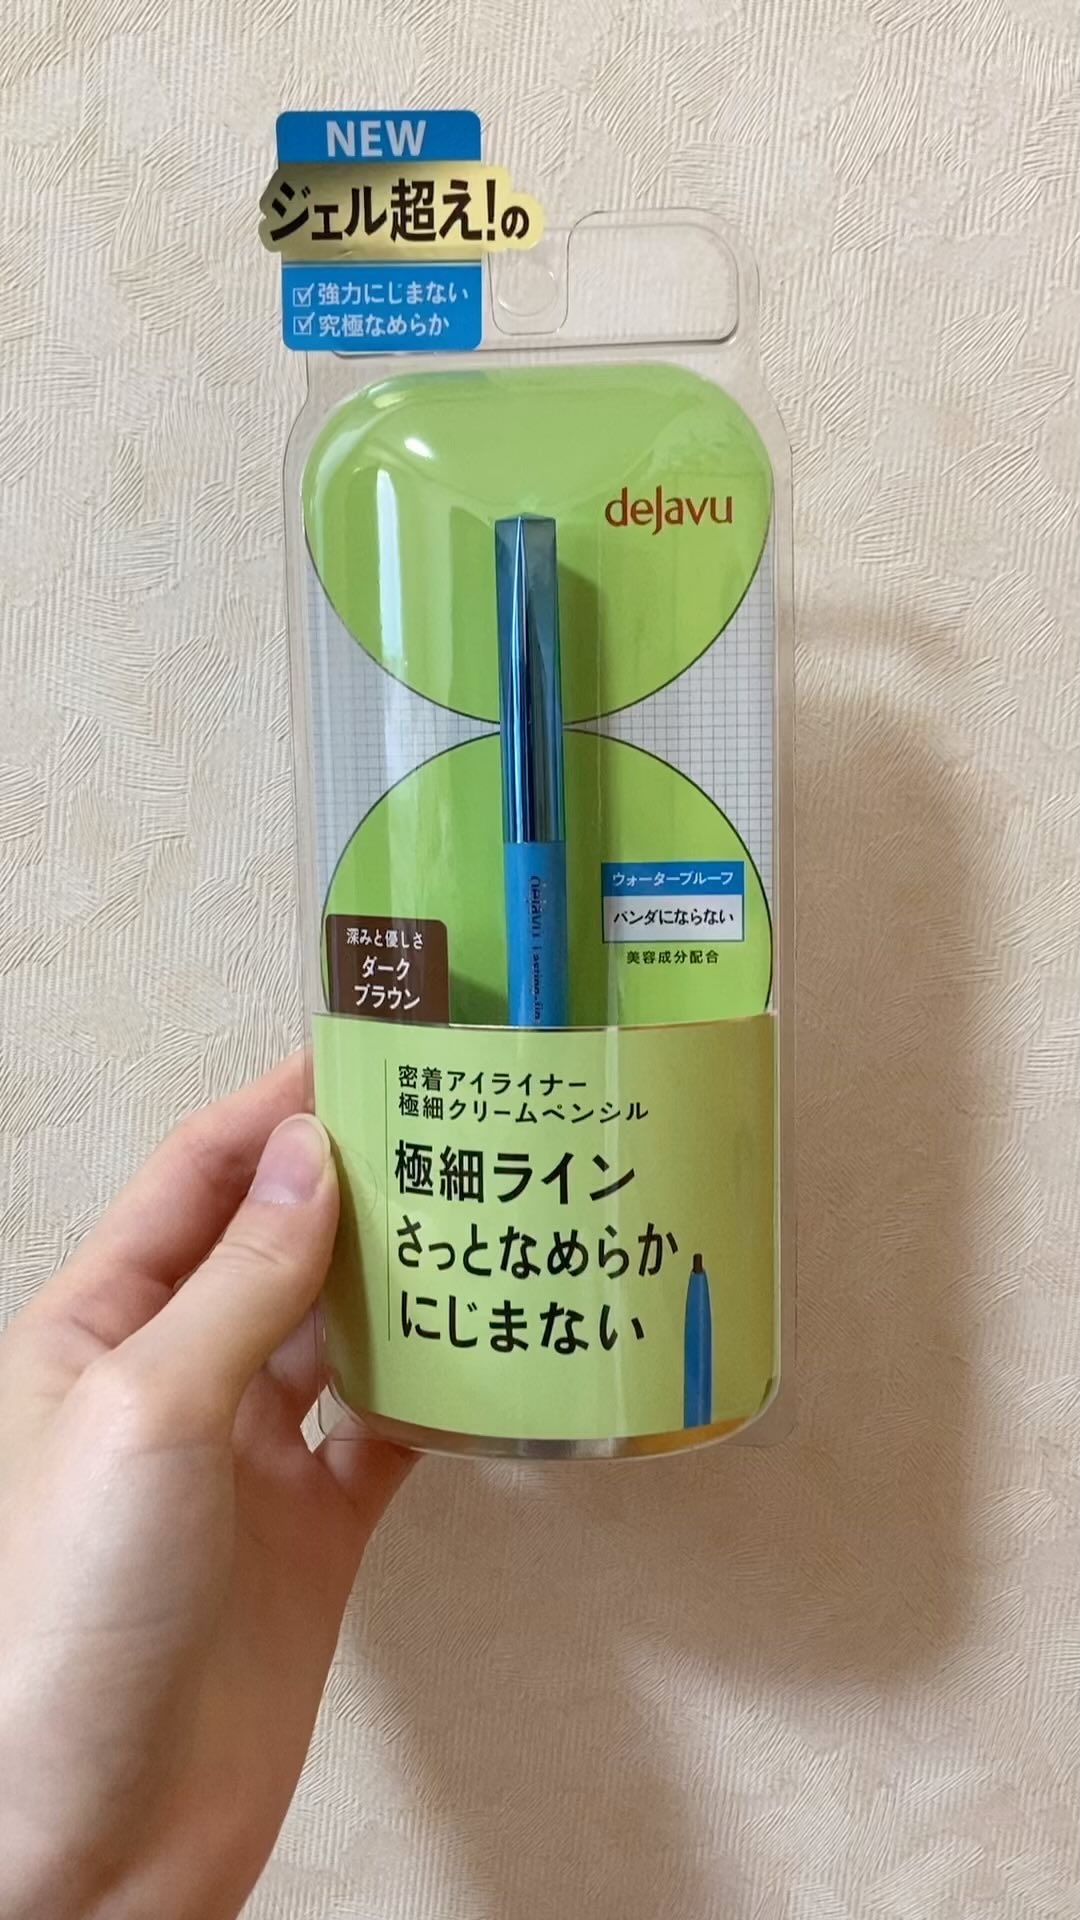 NEW
ジェル超え!の
強力にじまない
究極なめらか
dejavu
ウォータープルーフ
パンダにならない
美容成分配合
深みと優しさ
ダーク
ブラウン
dejavu
密着アイライナー
極細クリームペンシル
極細ライン
さっとなめらか
にじまない